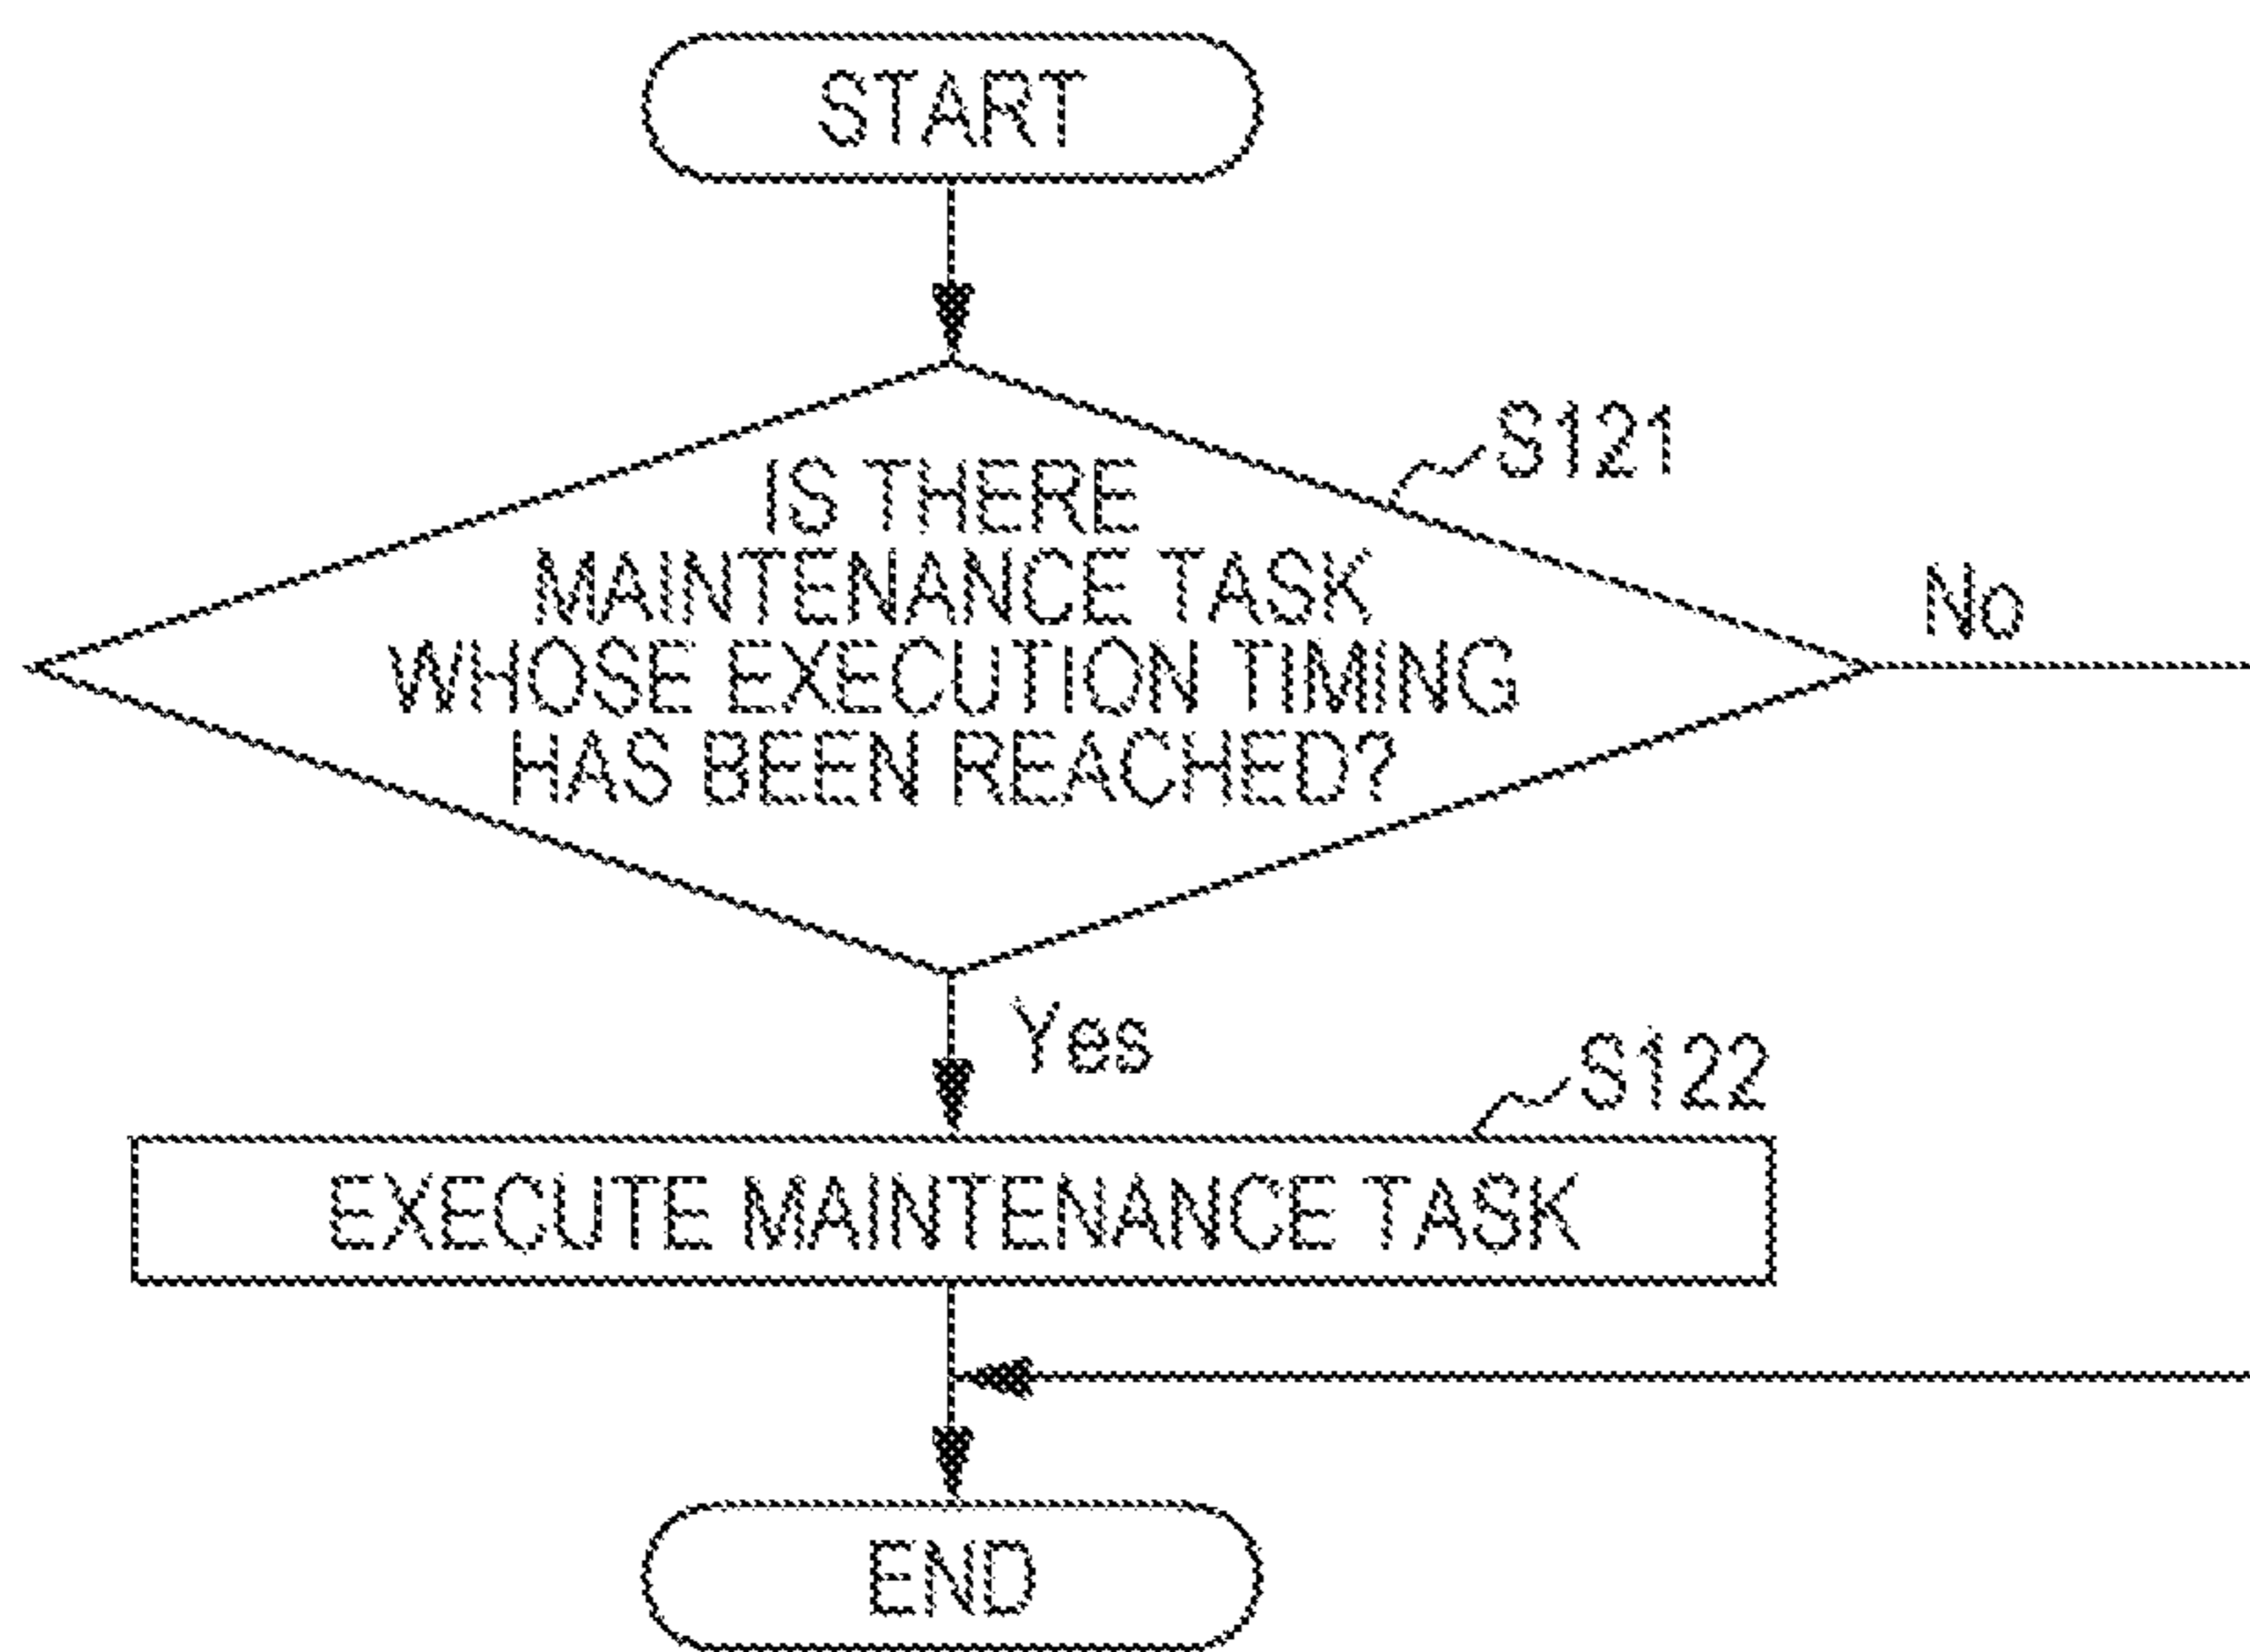 START
S121
IS THERE
MAINTENANCE TASK
WHOSE EXECUTION TIMING
HAS BEEN REACHED?
No
Yes
S122
EXECUTE MAINTENANCE TASK
END